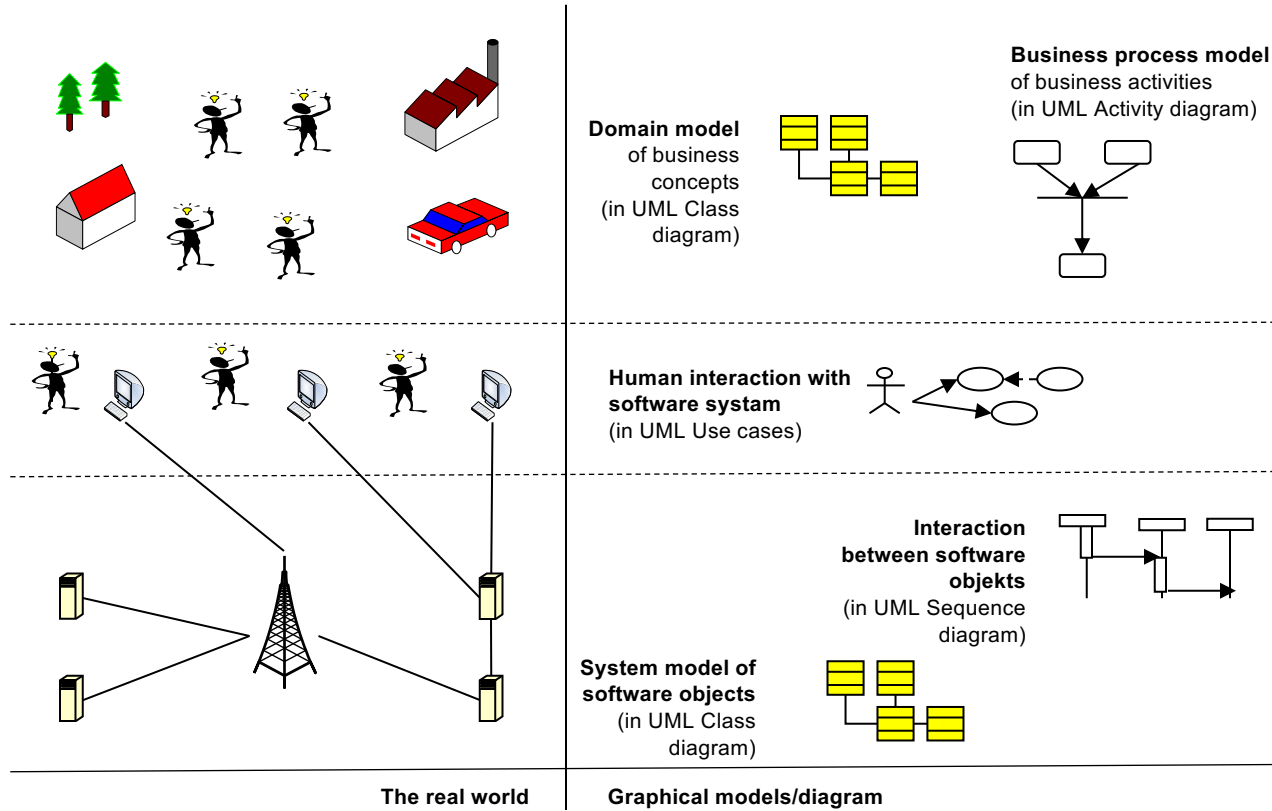 Business process model
of business activities
(in UML Activity diagram)
Domain model
of business
concepts
(in UML Class
diagram)
Human interaction with
software systam
(in UML Use cases)
Interaction
between software
objekts
(in UML Sequence
diagram)
System model of
software objects
(in UML Class
diagram)
The real world
Graphical models/diagram